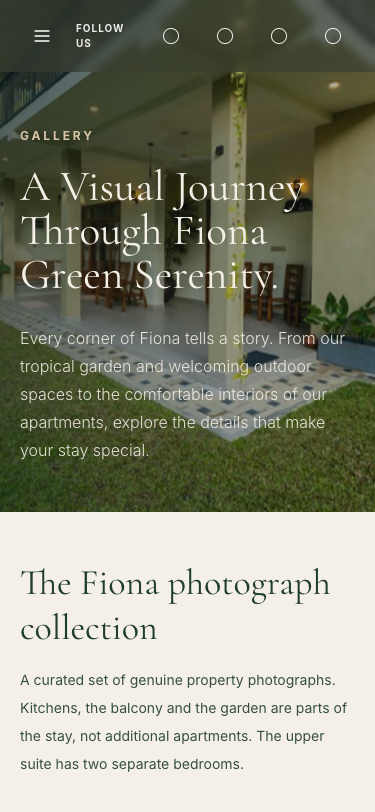 FOLLOW
US
GALLERY
A Visual Journey
Through Fiona
Green Serenity.
Every corner of Fiona tells a story. From our
tropical garden and welcoming outdoor
spaces to the comfortable interiors of our
apartments, explore the details that make
your stay special.
The Fiona photograph
collection
A curated set of genuine property photographs.
Kitchens, the balcony and the garden are parts of
the stay, not additional apartments. The upper
suite has two separate bedrooms.